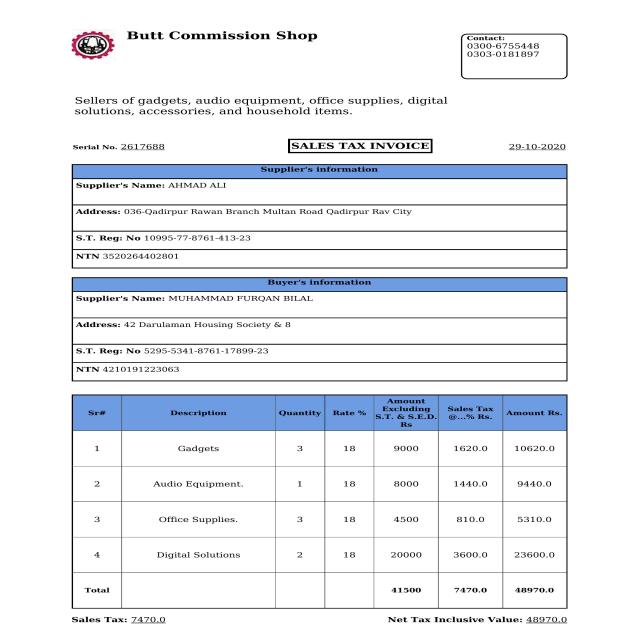 Butt Commission Shop
Contact:
0300-6755448
0303-0181897
Sellers of gadgets, audio equipment, office supplies, digital
solutions, accessories, and household items.
Serial No. 2617688 SALES TAX INVOICE 29-10-2020
Supplier's information
Supplier's Name: AHMAD ALI
Address: 036-Qadirpur Rawan Branch Multan Road Qadirpur Rav City
S.T. Reg: No 10995-77-8761-413-23
NTN 3520264402801
Buyer's information
Supplier's Name: MUHAMMAD FURQAN BILAL
Address: 42 Darulaman Housing Society & 8
S.T. Reg: No 5295-5341-8761-17899-23
NTN 4210191223063
Sr# Description Quantity Rate % Amount Excluding S.T. & S.E.D. Rs Sales Tax @...% Rs. Amount Rs.
1 Gadgets 3 18 9000 1620.0 10620.0
2 Audio Equipment. 1 18 8000 1440.0 9440.0
3 Office Supplies. 3 18 4500 810.0 5310.0
4 Digital Solutions 2 18 20000 3600.0 23600.0
Total 41500 7470.0 48970.0
Sales Tax: 7470.0 Net Tax Inclusive Value: 48970.0